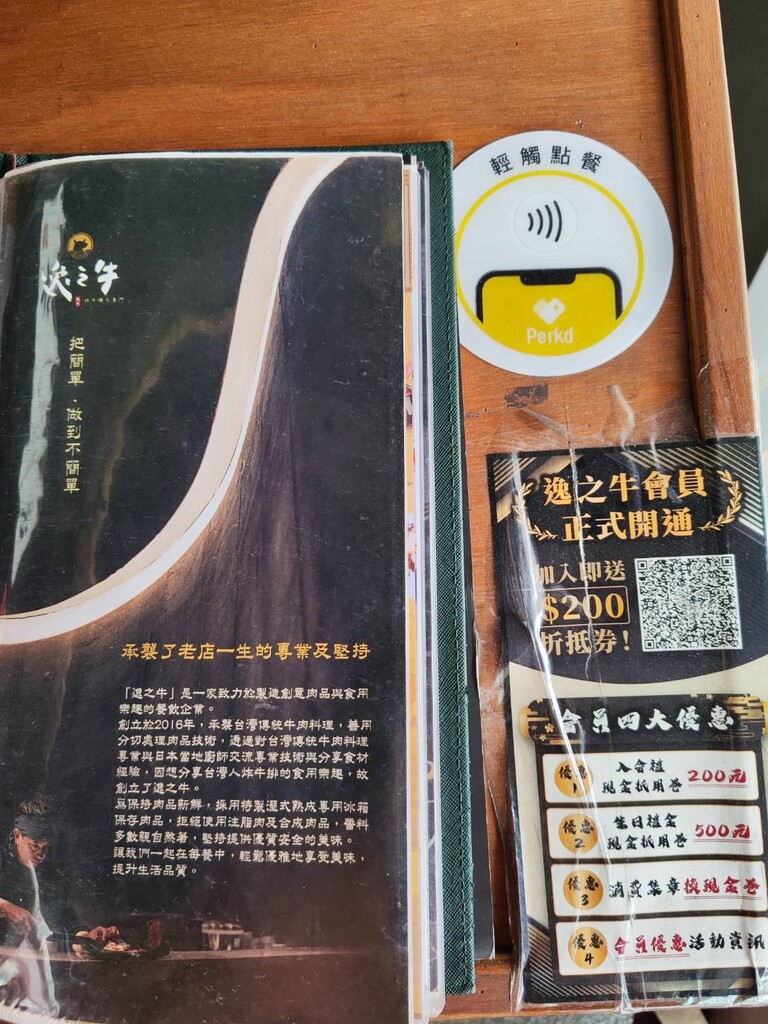 逸之牛
把簡單.做到不簡單
承襲了老店一生的專業及堅持
「逸之牛」是一家致力於製造創意肉品與食用
樂趣的餐飲企業。
創立於2016年，承襲台灣傳統牛肉料理，善用
分切處理肉品技術，透過對台灣傳統牛肉料理
專業與日本當地廚師交流專業技術與分享食材
經驗，因想分享台灣人炸牛排的食用樂趣，故
創立了逸之牛。
為保持肉品新鮮，採用特製溼式熟成專用冰箱
保存肉品，拒絕使用注脂肉及合成肉品，醬料
多數親自熬著，堅持提供優質安全的美味。
讓我們一起在每餐中，輕鬆優雅地享受美味，
提升生活品質。
輕觸點餐
Perkd
逸之牛會員
正式開通
加入即送
$200
折抵券!
會員四大優惠
優惠1 入會禮 現金抵用卷 200元
優惠2 生日禮金 現金抵用卷 500元
優惠3 消費集章換現金卷
優惠4 會員優惠活動資訊